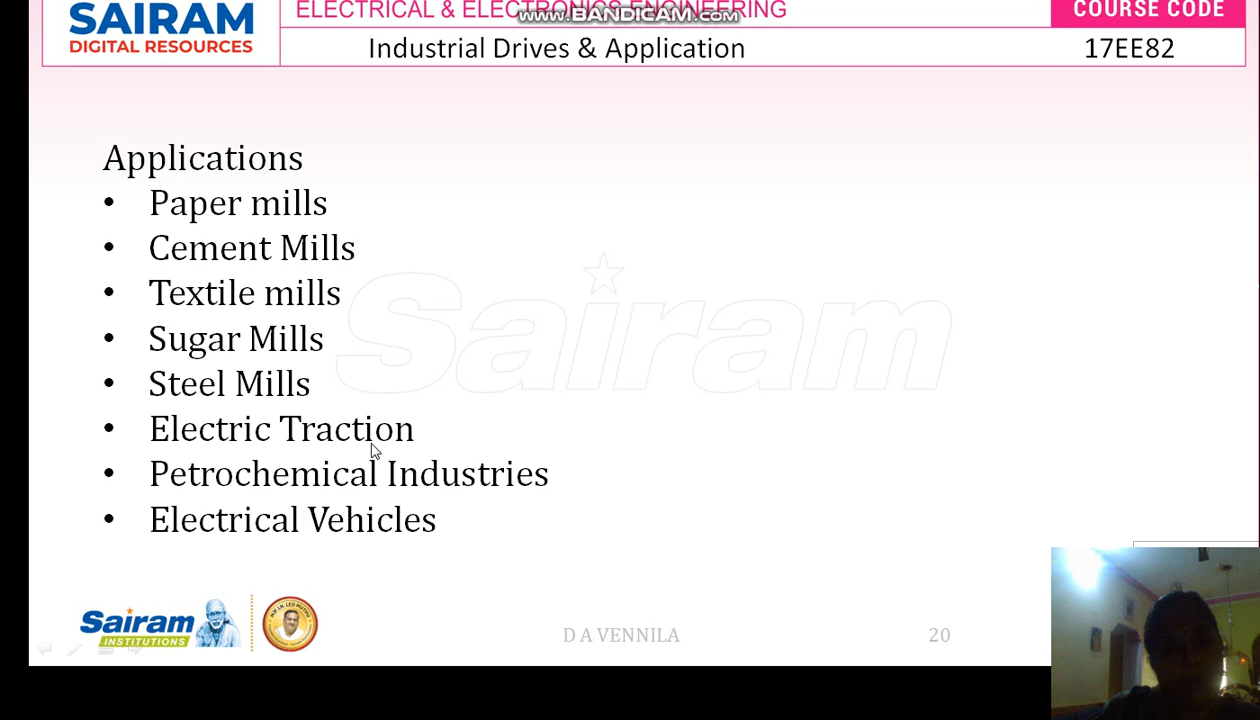 SAIRAM
DIGITAL RESOURCES
ELECTRICAL & ELECTRONICS ENGINEERING
www.BANDICAM.com
COURSE CODE
Industrial Drives & Application
17EE82
Applications
• Paper mills
• Cement Mills
• Textile mills
• Sugar Mills
• Steel Mills
• Electric Traction
• Petrochemical Industries
• Electrical Vehicles
Sairam
Sairam
INSTITUTIONS
D A VENNILA
20